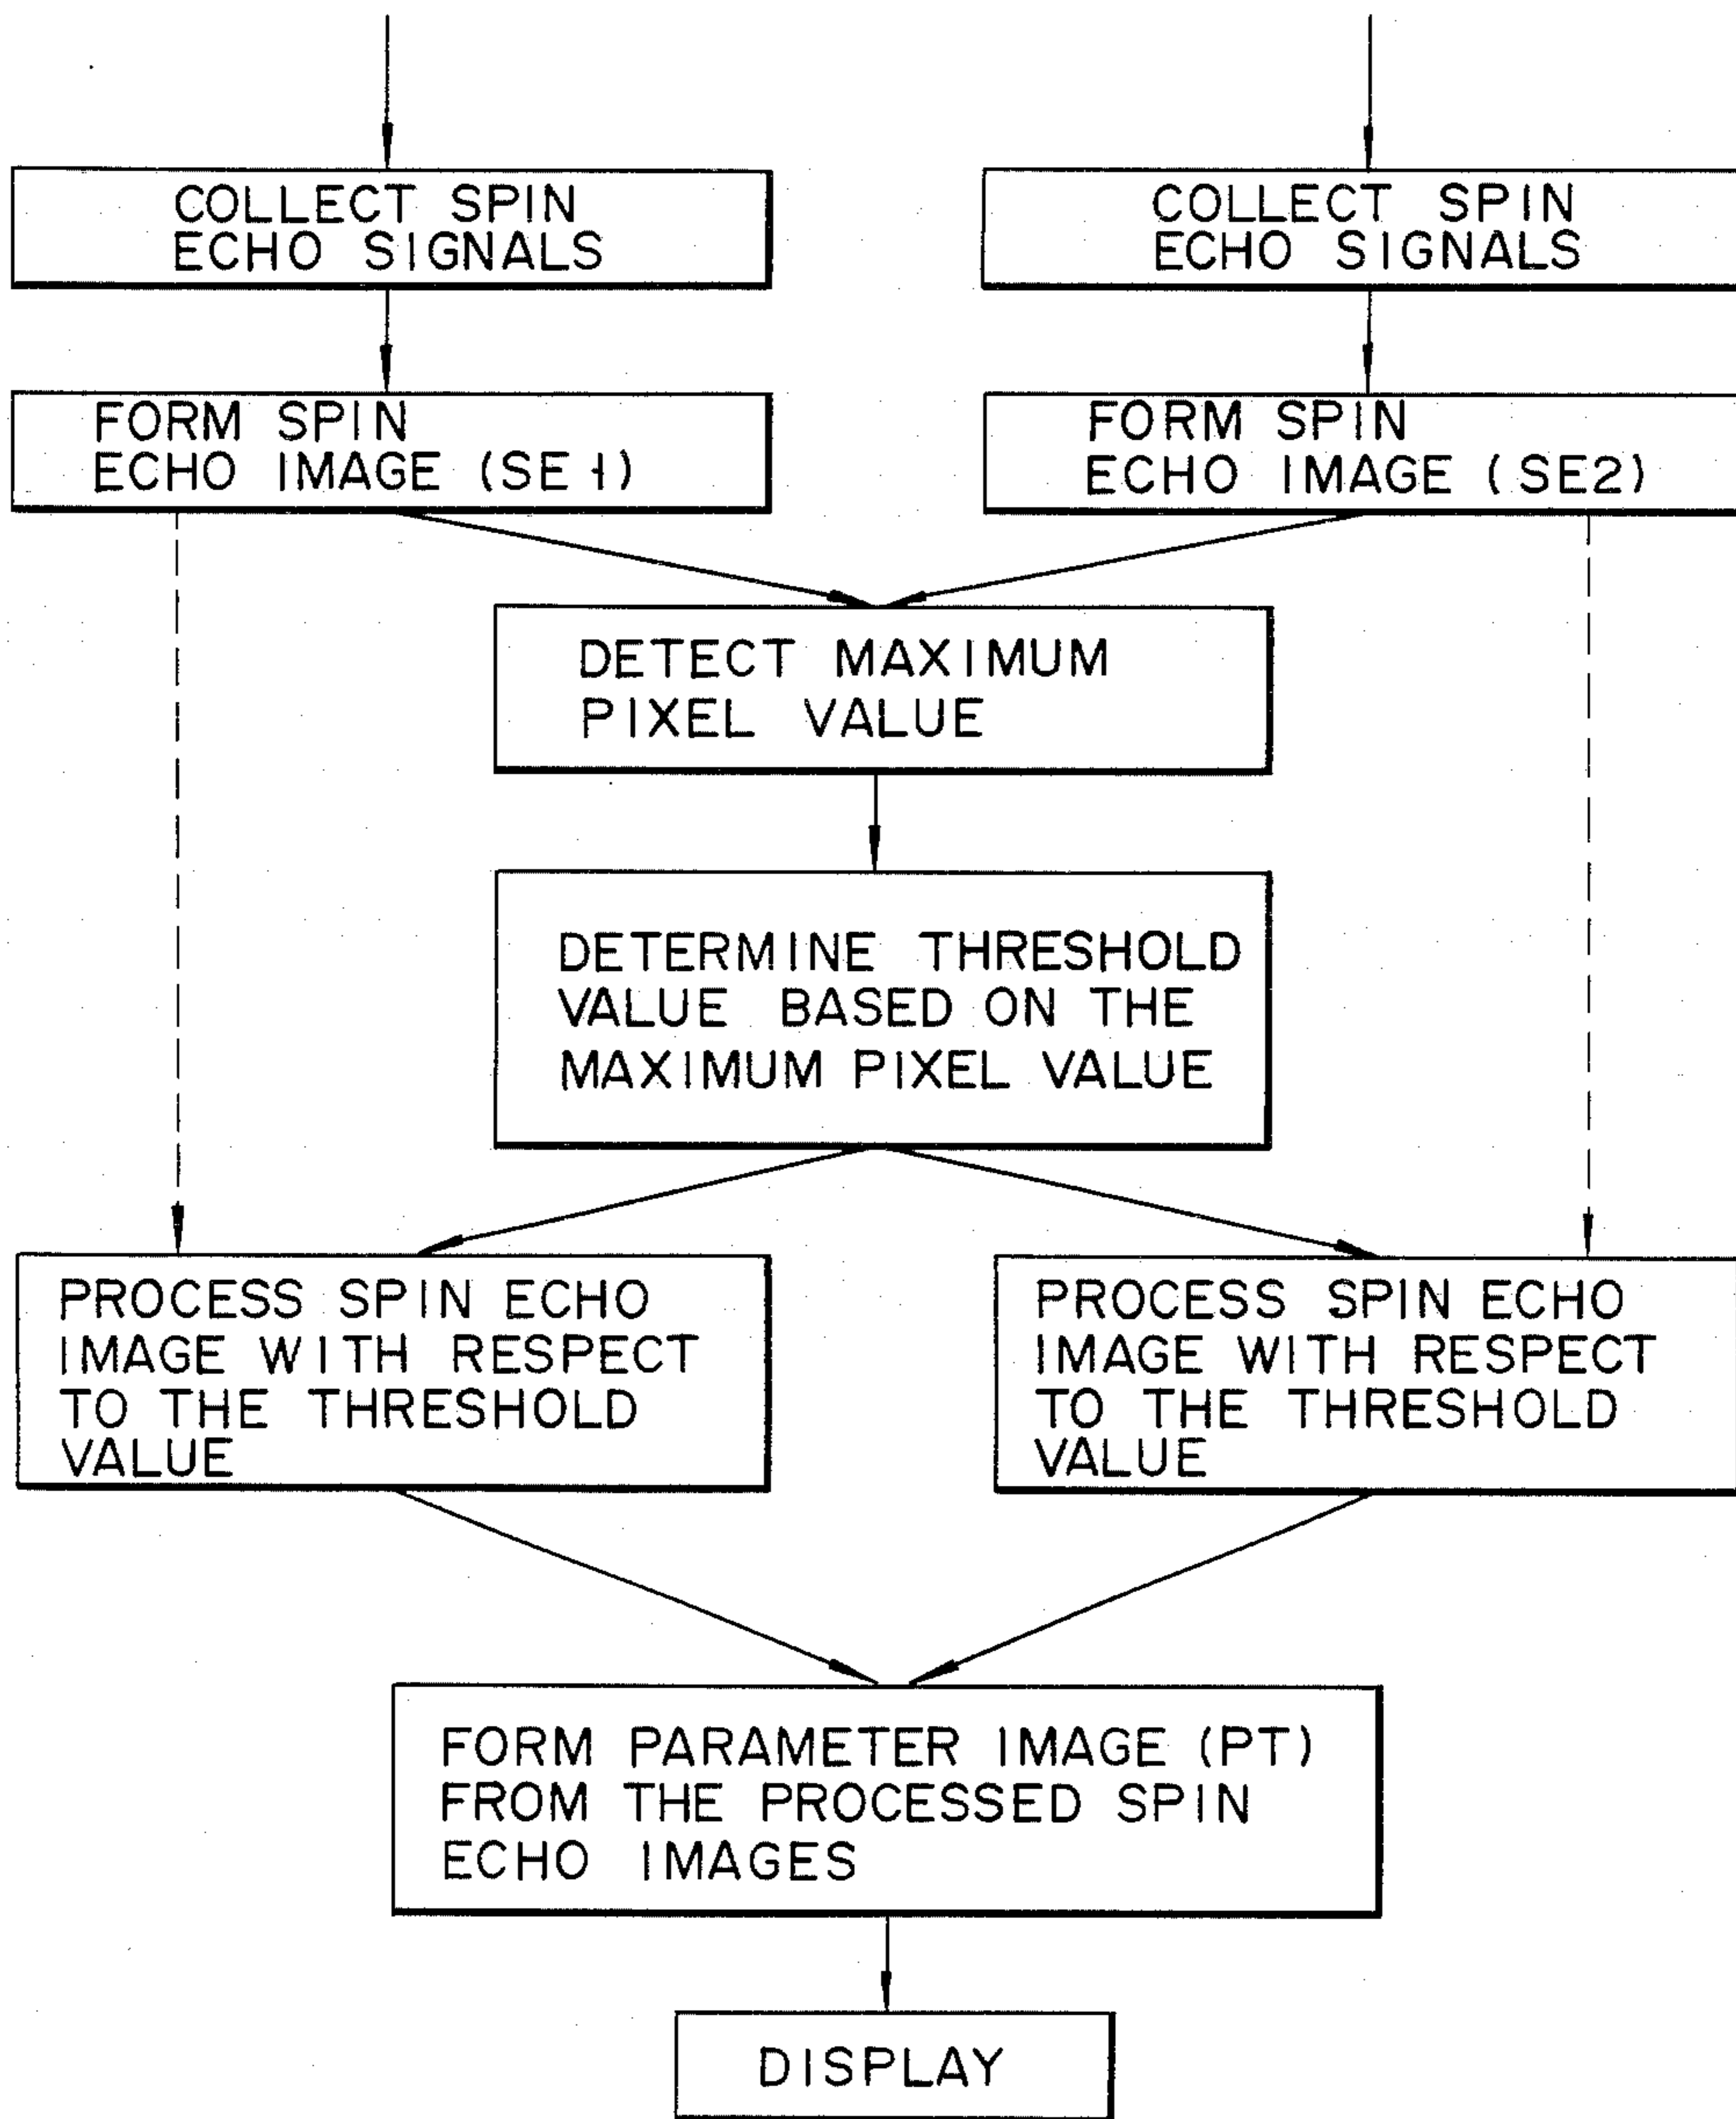 COLLECT SPIN
ECHO SIGNALS
COLLECT SPIN
ECHO SIGNALS
FORM SPIN
ECHO IMAGE (SE1)
FORM SPIN
ECHO IMAGE (SE2)
DETECT MAXIMUM
PIXEL VALUE
DETERMINE THRESHOLD
VALUE BASED ON THE
MAXIMUM PIXEL VALUE
PROCESS SPIN ECHO
IMAGE WITH RESPECT
TO THE THRESHOLD
VALUE
PROCESS SPIN ECHO
IMAGE WITH RESPECT
TO THE THRESHOLD
VALUE
FORM PARAMETER IMAGE (PT)
FROM THE PROCESSED SPIN
ECHO IMAGES
DISPLAY